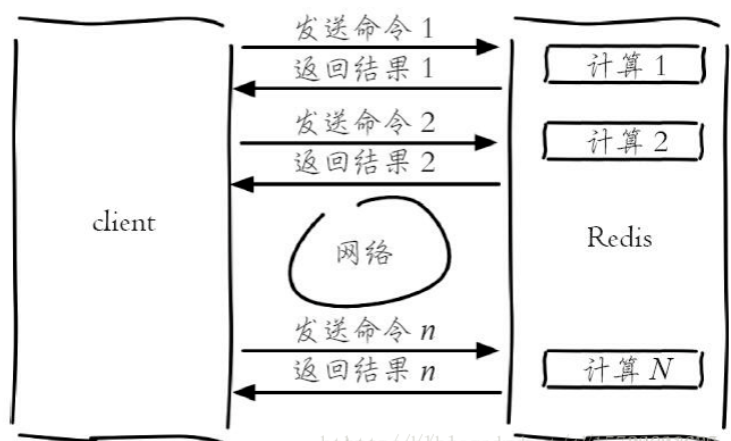 发送命令 1
返回结果 1
计算 1
发送命令 2
返回结果 2
计算 2
client
网络
Redis
发送命令 n
返回结果 n
计算 N